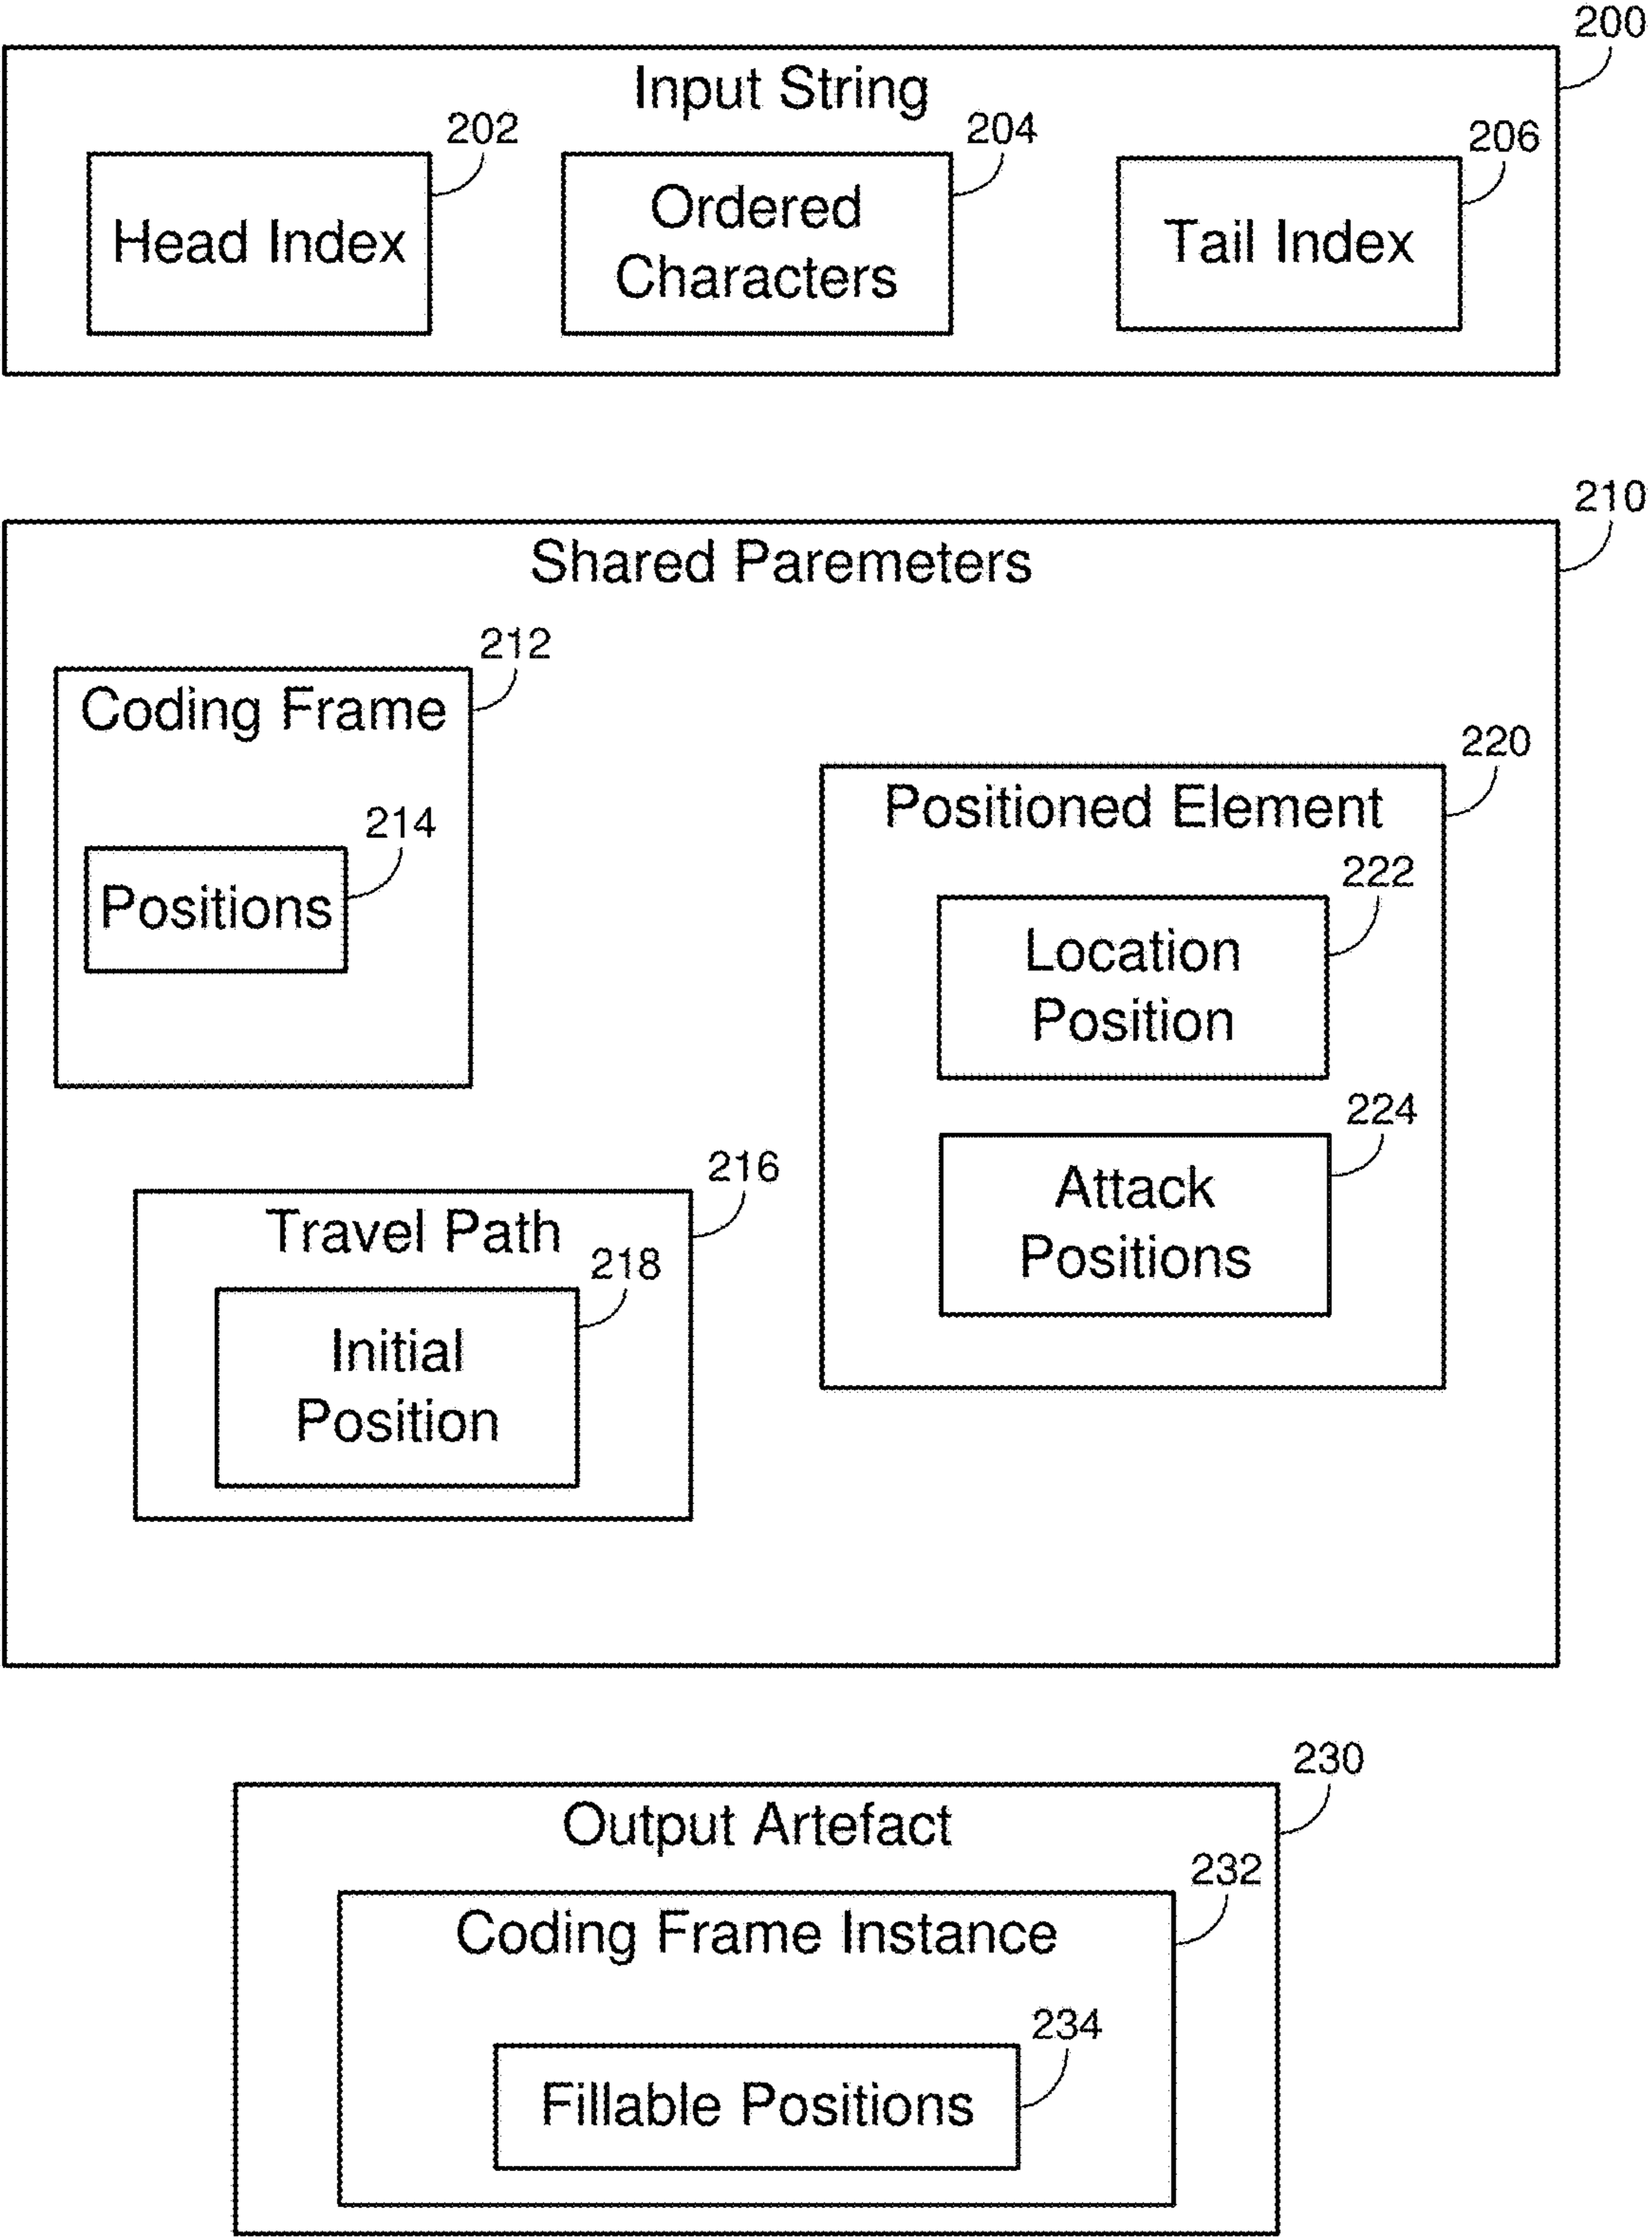 200
Input String
202
204
206
Head Index
Ordered
Characters
Tail Index
210
Shared Paremeters
212
Coding Frame
214
Positions
220
Positioned Element
222
Location
Position
224
Attack
Positions
216
Travel Path
218
Initial
Position
230
Output Artefact
232
Coding Frame Instance
234
Fillable Positions